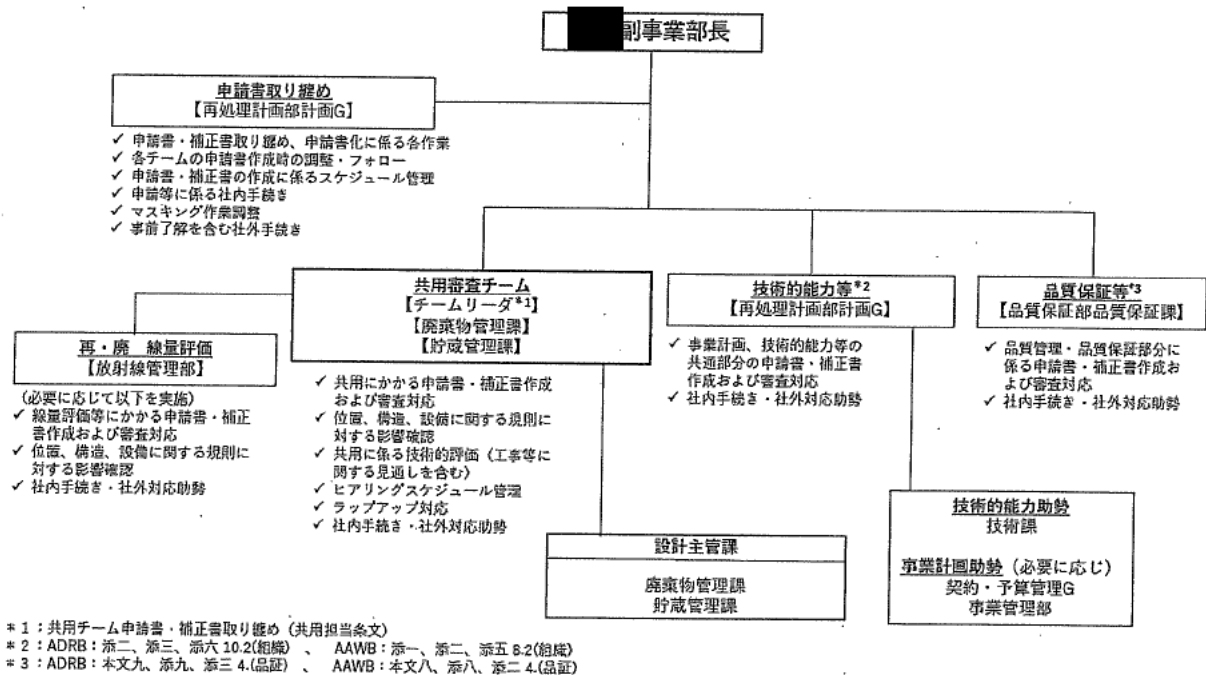 副事業部長
申請書取り纏め
【再処理計画部計画G】
✓ 申請書・補正書取り纏め、申請書化に係る各作業
✓ 各チームの申請書作成時の調整・フォロー
✓ 申請書・補正書の作成に係るスケジュール管理
✓ 申請等に係る社内手続き
✓ マスキング作業調整
✓ 事前了解を含む社外手続き
再・廃 線量評価
【放射線管理部】
(必要に応じて以下を実施)
✓ 線量評価等にかかる申請書・補正
書作成および審査対応
✓ 位置、構造、設備に関する規則に
対する影響確認
✓ 社内手続き・社外対応助勢
共用審査チーム
【チームリーダ*1】
【廃棄物管理課】
【貯蔵管理課】
✓ 共用にかかる申請書・補正書作成
および審査対応
✓ 位置、構造、設備に関する規則に
対する影響確認
✓ 共用に係る技術的評価(工事等に
関する見通しを含む)
✓ ヒアリングスケジュール管理
✓ ラップアップ対応
✓ 社内手続き・社外対応助勢
設計主管課
廃棄物管理課
貯蔵管理課
技術的能力等*2
【再処理計画部計画G】
✓ 事業計画、技術的能力等の
共通部分の申請書・補正書
作成および審査対応
✓ 社内手続き・社外対応助勢
技術的能力助勢
技術課
事業計画助勢(必要に応じ)
契約・予算管理G
事業管理部
品質保証等*3
【品質保証部品質保証課】
✓ 品質管理・品質保証部分に
係る申請書・補正書作成お
よび審査対応
✓ 社内手続き・社外対応助勢
*1:共用チーム申請書・補正書取り纏め(共用担当条文)
*2:ADRB:添二、添三、添六 10.2(組織) 、 AAWB:添一、添二、添五 8.2(組織)
*3:ADRB:本文九、添九、添三 4.(品証) 、 AAWB:本文八、添八、添二 4.(品証)